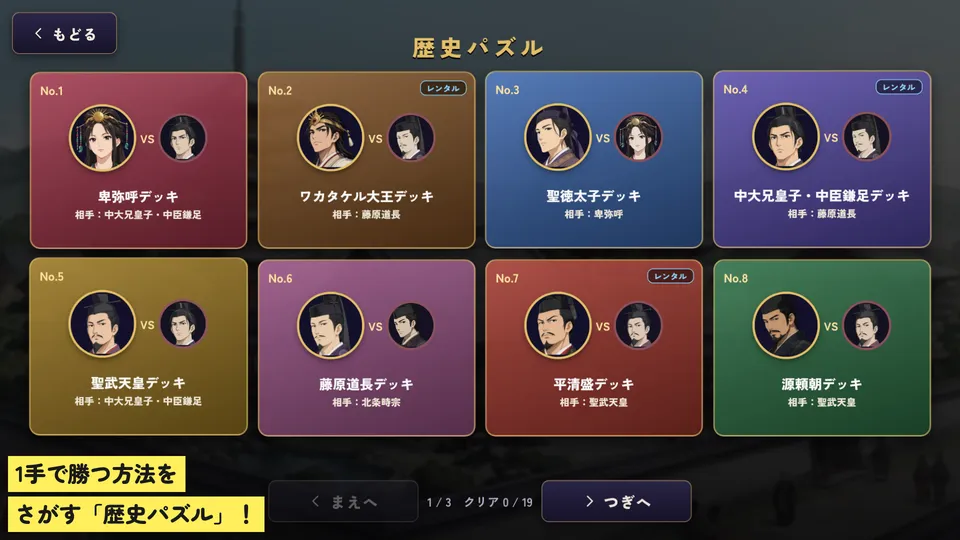 もどる
歴史パズル
No.1
VS
卑弥呼デッキ
相手：中大兄皇子・中臣鎌足
No.2
レンタル
VS
ワカタケル大王デッキ
相手：藤原道長
No.3
VS
聖徳太子デッキ
相手：卑弥呼
No.4
レンタル
VS
中大兄皇子・中臣鎌足デッキ
相手：藤原道長
No.5
VS
聖武天皇デッキ
相手：中大兄皇子・中臣鎌足
No.6
VS
藤原道長デッキ
相手：北条時宗
No.7
レンタル
VS
平清盛デッキ
相手：聖武天皇
No.8
VS
源頼朝デッキ
相手：聖武天皇
1手で勝つ方法を
さがす「歴史パズル」！
まえへ
1 / 3 クリア 0 / 19
つぎへ